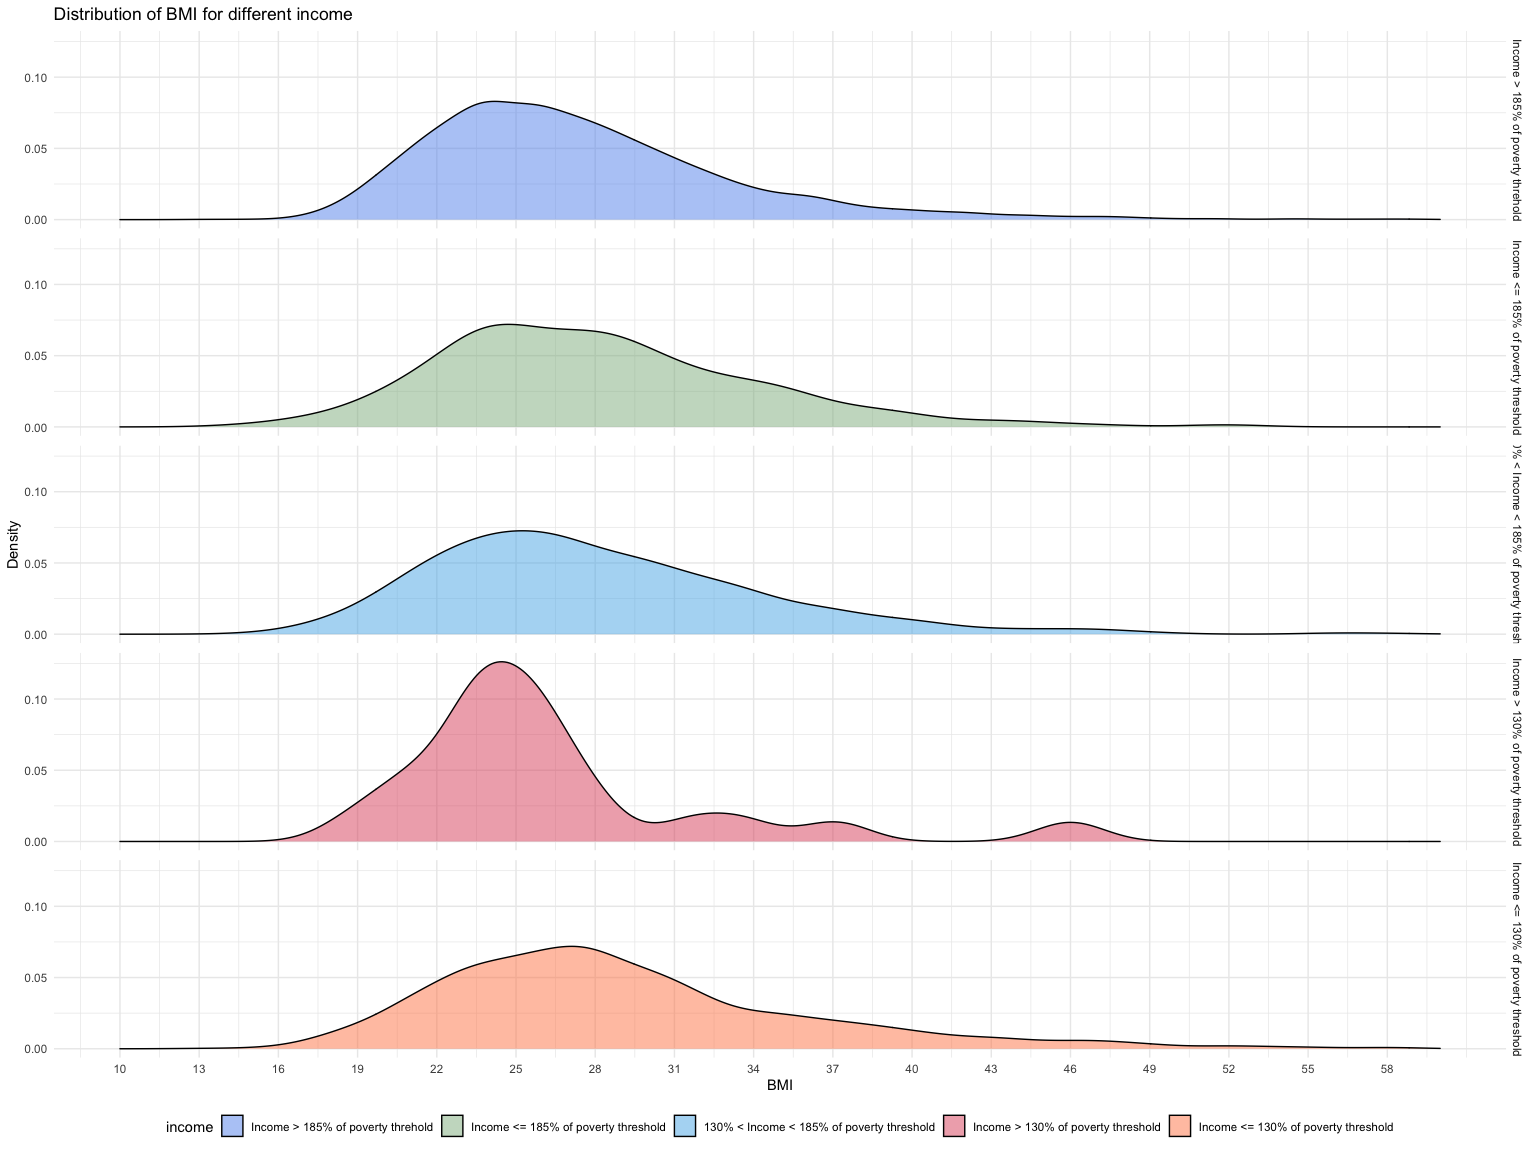 Distribution of BMI for different income
0.10
0.05
0.00
Income > 185% of poverty threhold
0.10
0.05
0.00
Income <= 185% of poverty threshold
0.10
0.05
0.00
)% < Income < 185% of poverty thresh
0.10
0.05
0.00
Income > 130% of poverty threshold
0.10
0.05
0.00
Income <= 130% of poverty threshold
Density
10 13 16 19 22 25 28 31 34 37 40 43 46 49 52 55 58
BMI
income Income > 185% of poverty threhold Income <= 185% of poverty threshold 130% < Income < 185% of poverty threshold Income > 130% of poverty threshold Income <= 130% of poverty threshold